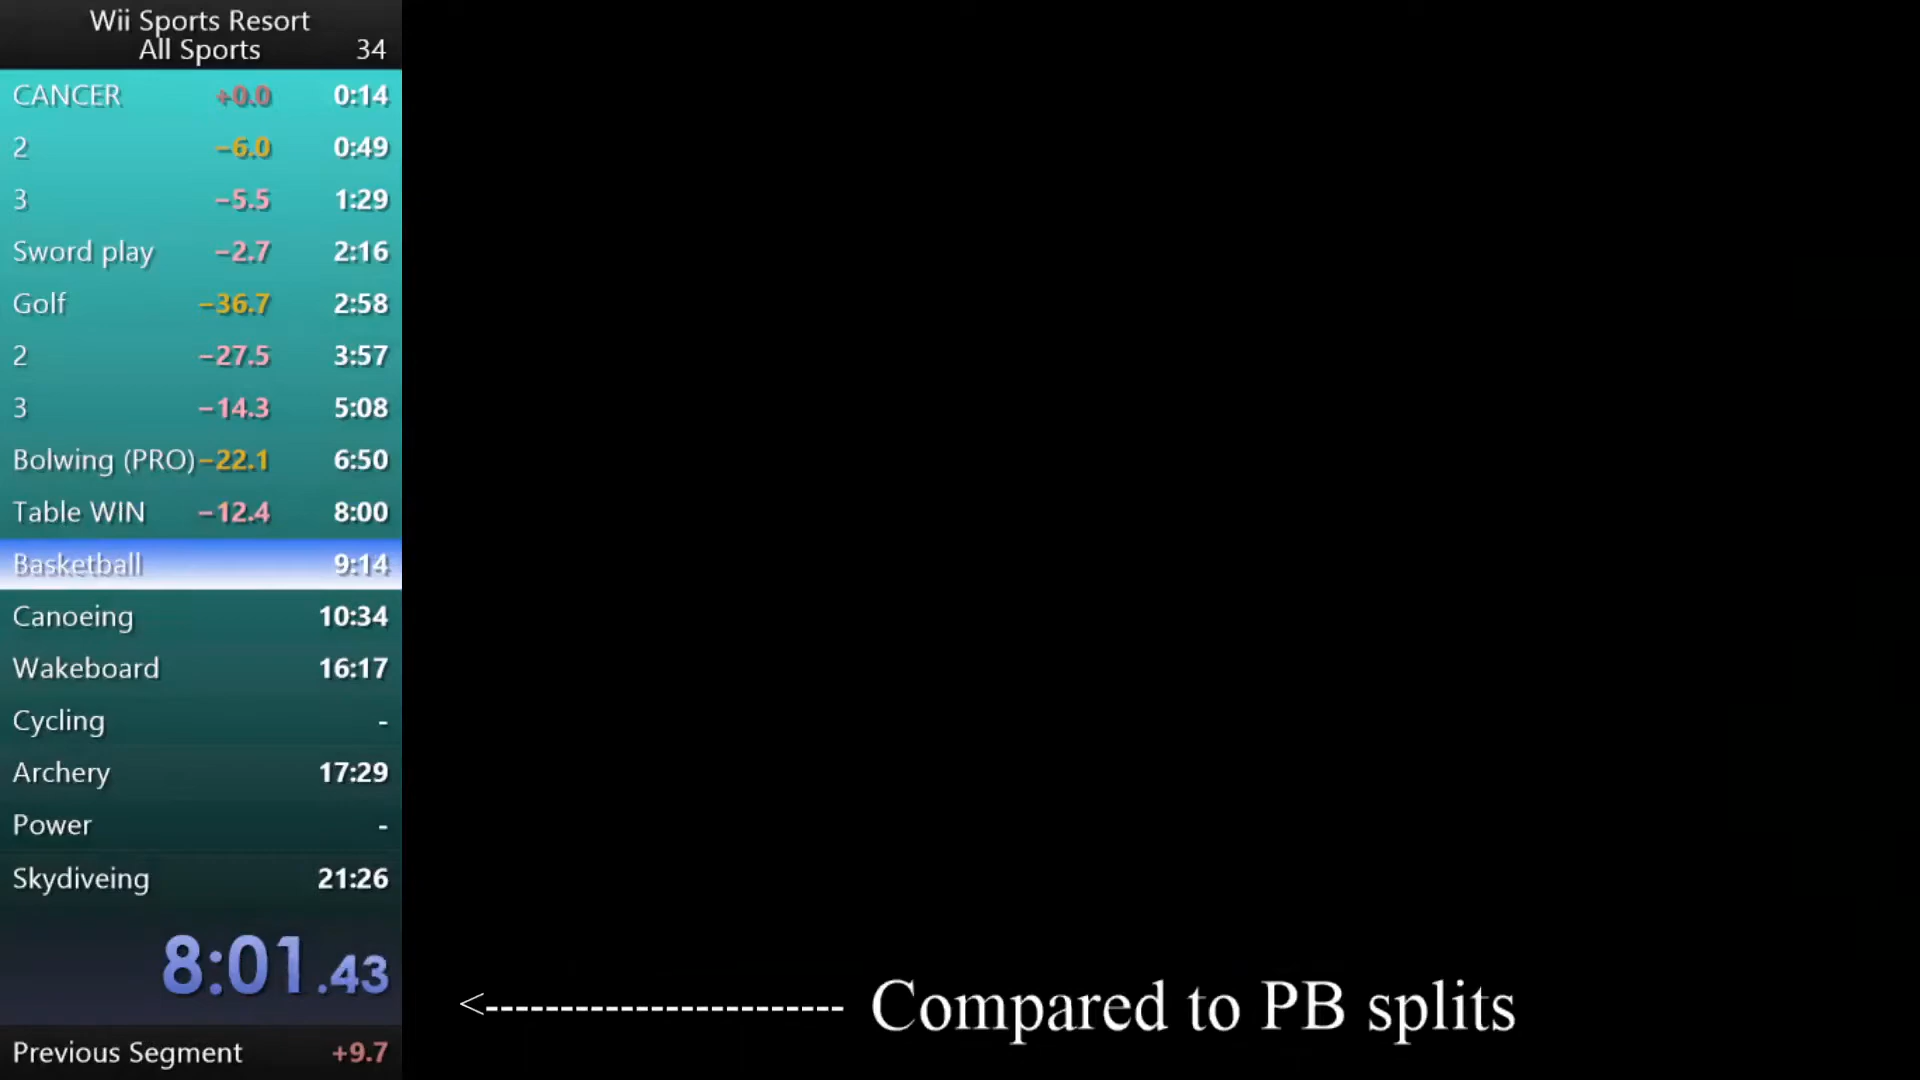 Wii Sports Resort
All Sports 34
CANCER +0.0 0:14
2 −6.0 0:49
3 −5.5 1:29
Sword play −2.7 2:16
Golf −36.7 2:58
2 −27.5 3:57
3 −14.3 5:08
Bolwing (PRO) −22.1 6:50
Table WIN −12.4 8:00
Basketball 9:14
Canoeing 10:34
Wakeboard 16:17
Cycling -
Archery 17:29
Power -
Skydiveing 21:26
8:01.43
<----------------------- Compared to PB splits
Previous Segment +9.7